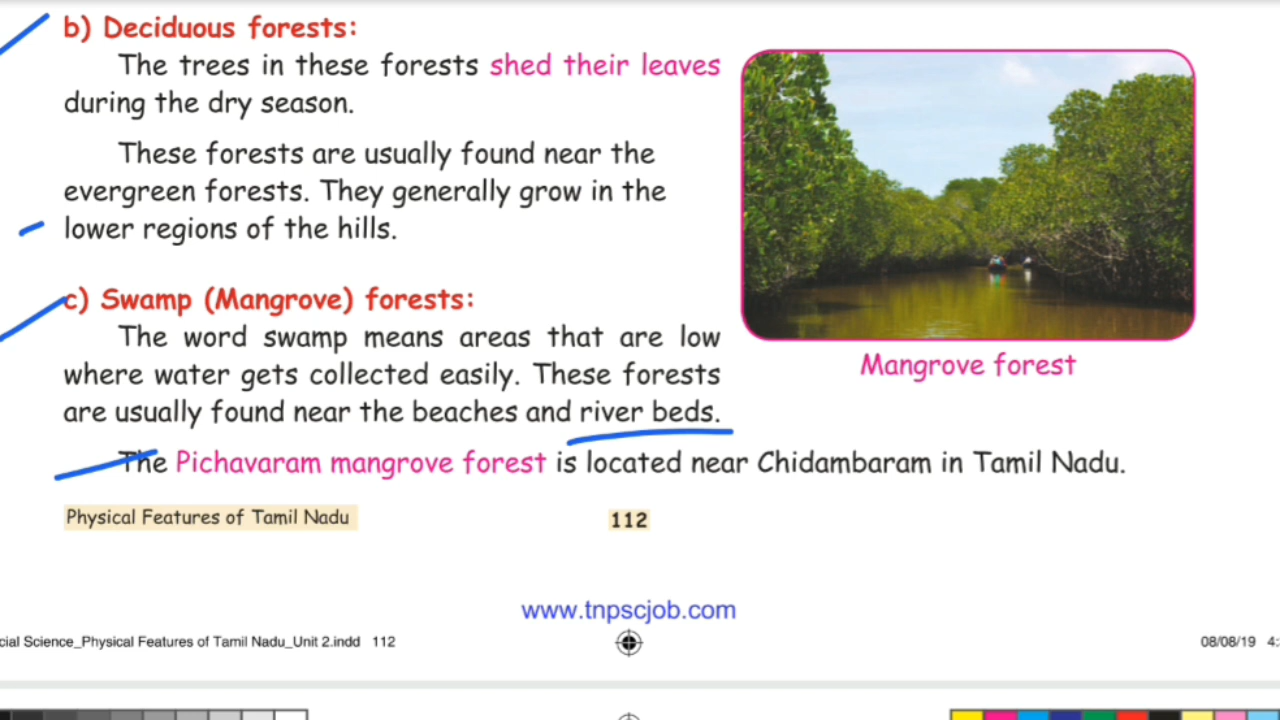 b) Deciduous forests:
The trees in these forests shed their leaves
during the dry season.
These forests are usually found near the
evergreen forests. They generally grow in the
lower regions of the hills.
c) Swamp (Mangrove) forests:
The word swamp means areas that are low
where water gets collected easily. These forests
are usually found near the beaches and river beds.
Mangrove forest
The Pichavaram mangrove forest is located near Chidambaram in Tamil Nadu.
Physical Features of Tamil Nadu 112
www.tnpscjob.com
cial Science_Physical Features of Tamil Nadu_Unit 2.indd 112
08/08/19 4: